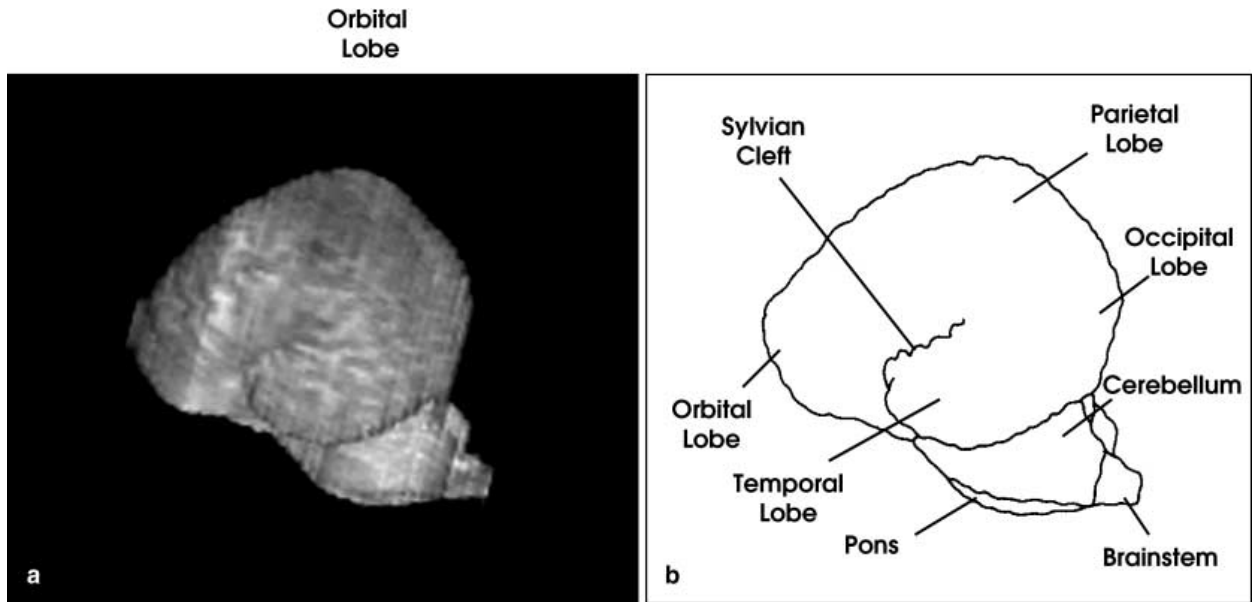 Orbital
Lobe
a
Sylvian
Cleft
Parietal
Lobe
Occipital
Lobe
Cerebellum
Orbital
Lobe
Temporal
Lobe
Pons
Brainstem
b